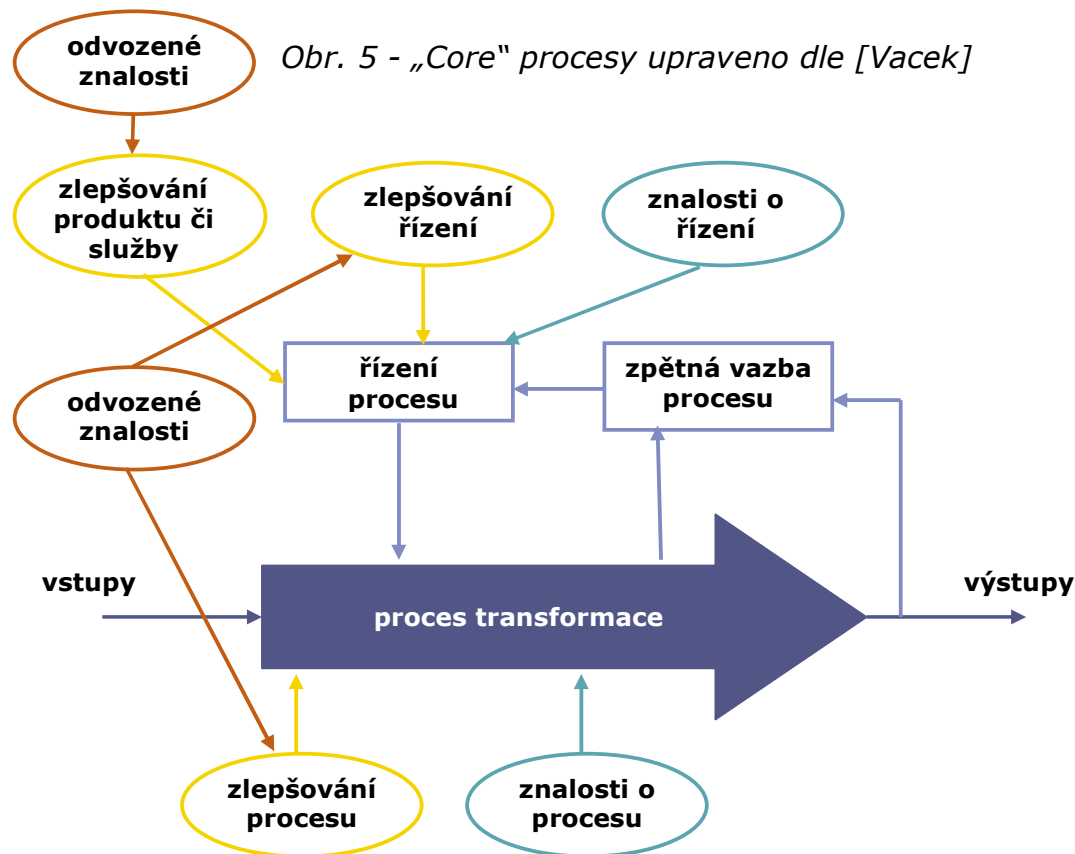 odvozené
znalosti
Obr. 5 - „Core“ procesy upraveno dle [Vacek]
zlepšování
produktu či
služby
zlepšování
řízení
znalosti o
řízení
řízení
procesu
zpětná vazba
procesu
odvozené
znalosti
vstupy
proces transformace
výstupy
zlepšování
procesu
znalosti o
procesu